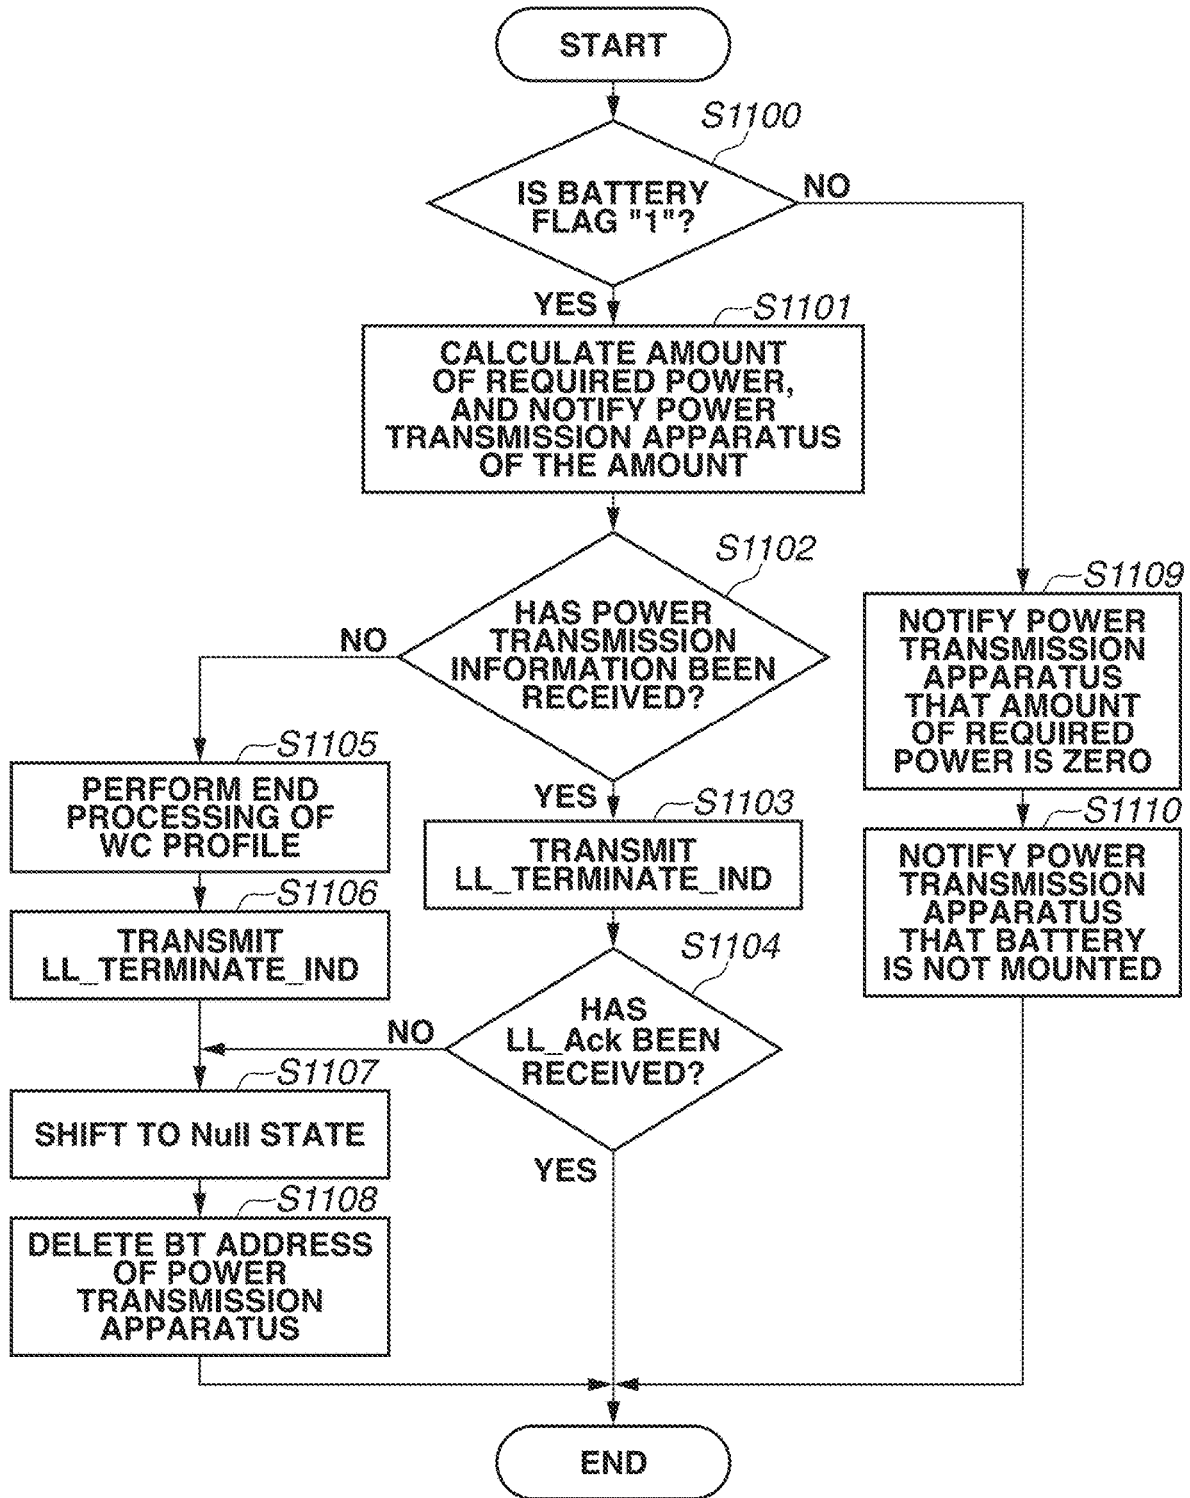 START
S1100
IS BATTERY
FLAG "1"?
NO
YES
S1101
CALCULATE AMOUNT
OF REQUIRED POWER,
AND NOTIFY POWER
TRANSMISSION APPARATUS
OF THE AMOUNT
S1102
HAS POWER
TRANSMISSION
INFORMATION BEEN
RECEIVED?
NO
YES
S1109
NOTIFY POWER
TRANSMISSION
APPARATUS
THAT AMOUNT
OF REQUIRED
POWER IS ZERO
S1105
PERFORM END
PROCESSING OF
WC PROFILE
S1103
TRANSMIT
LL_TERMINATE_IND
S1110
NOTIFY POWER
TRANSMISSION
APPARATUS
THAT BATTERY
IS NOT MOUNTED
S1106
TRANSMIT
LL_TERMINATE_IND
S1104
HAS
LL_Ack BEEN
RECEIVED?
NO
YES
S1107
SHIFT TO Null STATE
S1108
DELETE BT ADDRESS
OF POWER
TRANSMISSION
APPARATUS
END